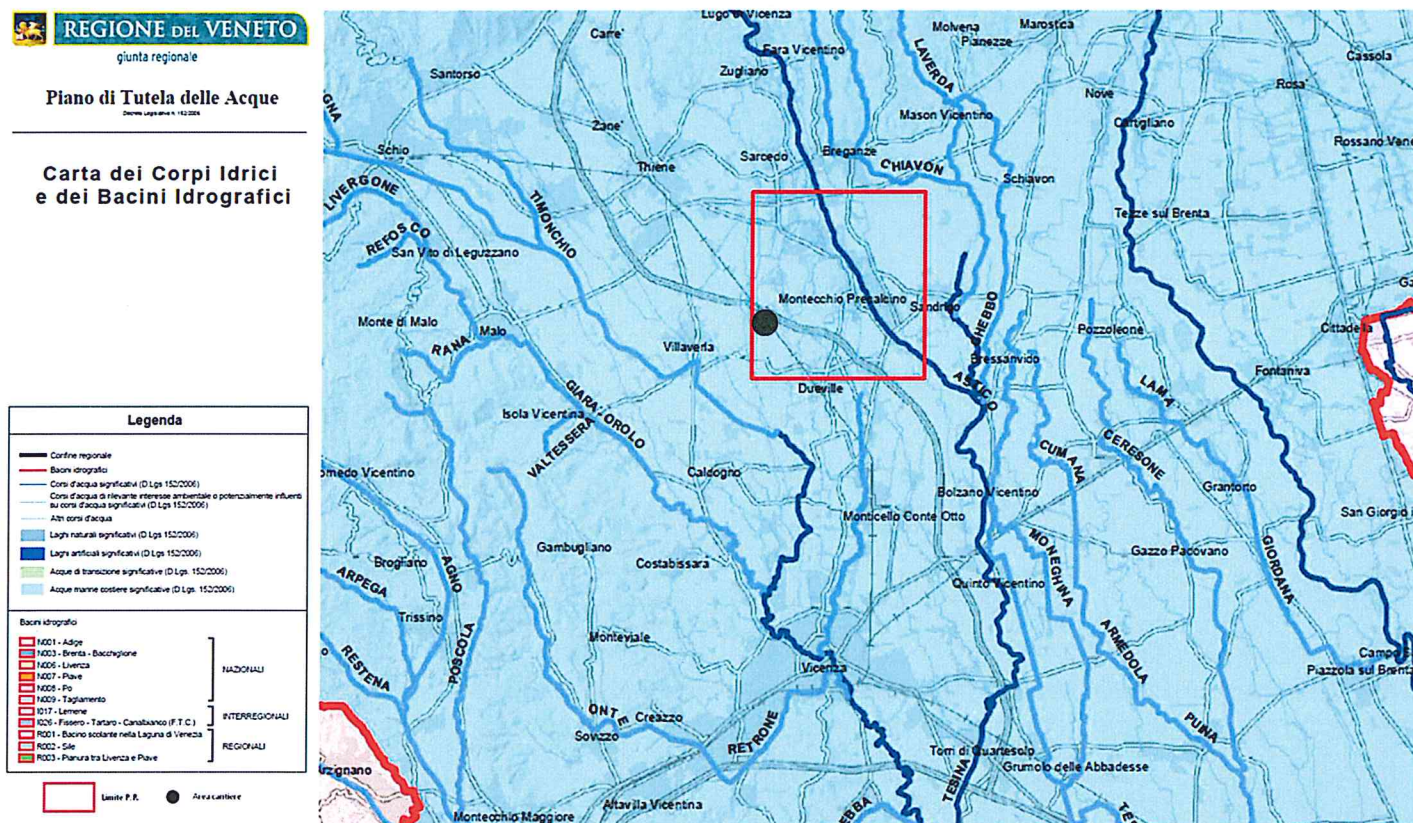 REGIONE DEL VENETO
giunta regionale
Piano di Tutela delle Acque
Decreto Legislativo N. 152/2006
Carta dei Corpi Idrici
e dei Bacini Idrografici
Legenda
Confine regionale
Bacini idrografici
Corsi d'acqua significativi (D.Lgs 152/2006)
Corsi d'acqua di rilevante interesse ambientale o potenzialmente influenti
su corsi d'acqua significativi (D.Lgs 152/2006)
Altri corsi d'acqua
Laghi naturali significativi (D.Lgs 152/2006)
Laghi artificiali significativi (D.Lgs 152/2006)
Acque di transizione significative (D.Lgs. 152/2006)
Acque marine costiere significative (D.Lgs. 152/2006)
Bacini idrografici
N001 - Adige
N003 - Brenta - Bacchiglione
N006 - Livenza
N007 - Piave
N008 - Po
N009 - Tagliamento
I017 - Lemene
I026 - Fissero - Tartaro - Canalbianco (F.T.C.)
R001 - Bacino scolante nella Laguna di Venezia
R002 - Sile
R003 - Pianura tra Livenza e Piave
NAZIONALI
INTERREGIONALI
REGIONALI
Limite P.P.
Area cantiere
Lugo di Vicenza
Carre'
Molvena
Marostica
Pianezze
Fara Vicentino
LAVERDA
Cassola
Santorso
Zugliano
Nove
Rosa'
Mason Vicentino
Cartigliano
Zane'
Rossano Vene
Schio
Thiene
Sarcedo
Breganze
CHIAVON
Schiavon
LIVERGONE
TIMONCHIO
Tezze sul Brenta
REFOSCO
San Vito di Leguzzano
Montecchio Precalcino
Sandrigo
GHEBBO
Monte di Malo
Malo
Pozzoleone
Cittadella
RANA
Villaverla
Bressanvido
Fontaniva
Dueville
ASTICO
LAMA
Isola Vicentina
GIARA-OROLO
VALTESSERA
CUMANA
CERESONE
omedo Vicentino
Caldogno
Grantorto
Bolzano Vicentino
Monticello Conte Otto
San Giorgio i
Gambugliano
MONEGHINA
Gazzo Padovano
GIORDANA
Brogliano
AGNO
Costabissara
ARPEGA
Quinto Vicentino
Trissino
Monteviale
ARMEDOLA
RESTENA
POSCOLA
Vicenza
Campo S
Piazzola sul Brenta
ONTE
Creazzo
PUINA
Sovizzo
RETRONE
Torri di Quartesolo
TESINA
Grumolo delle Abbadesse
Arzignano
Altavilla Vicentina
Montecchio Maggiore
EBBA